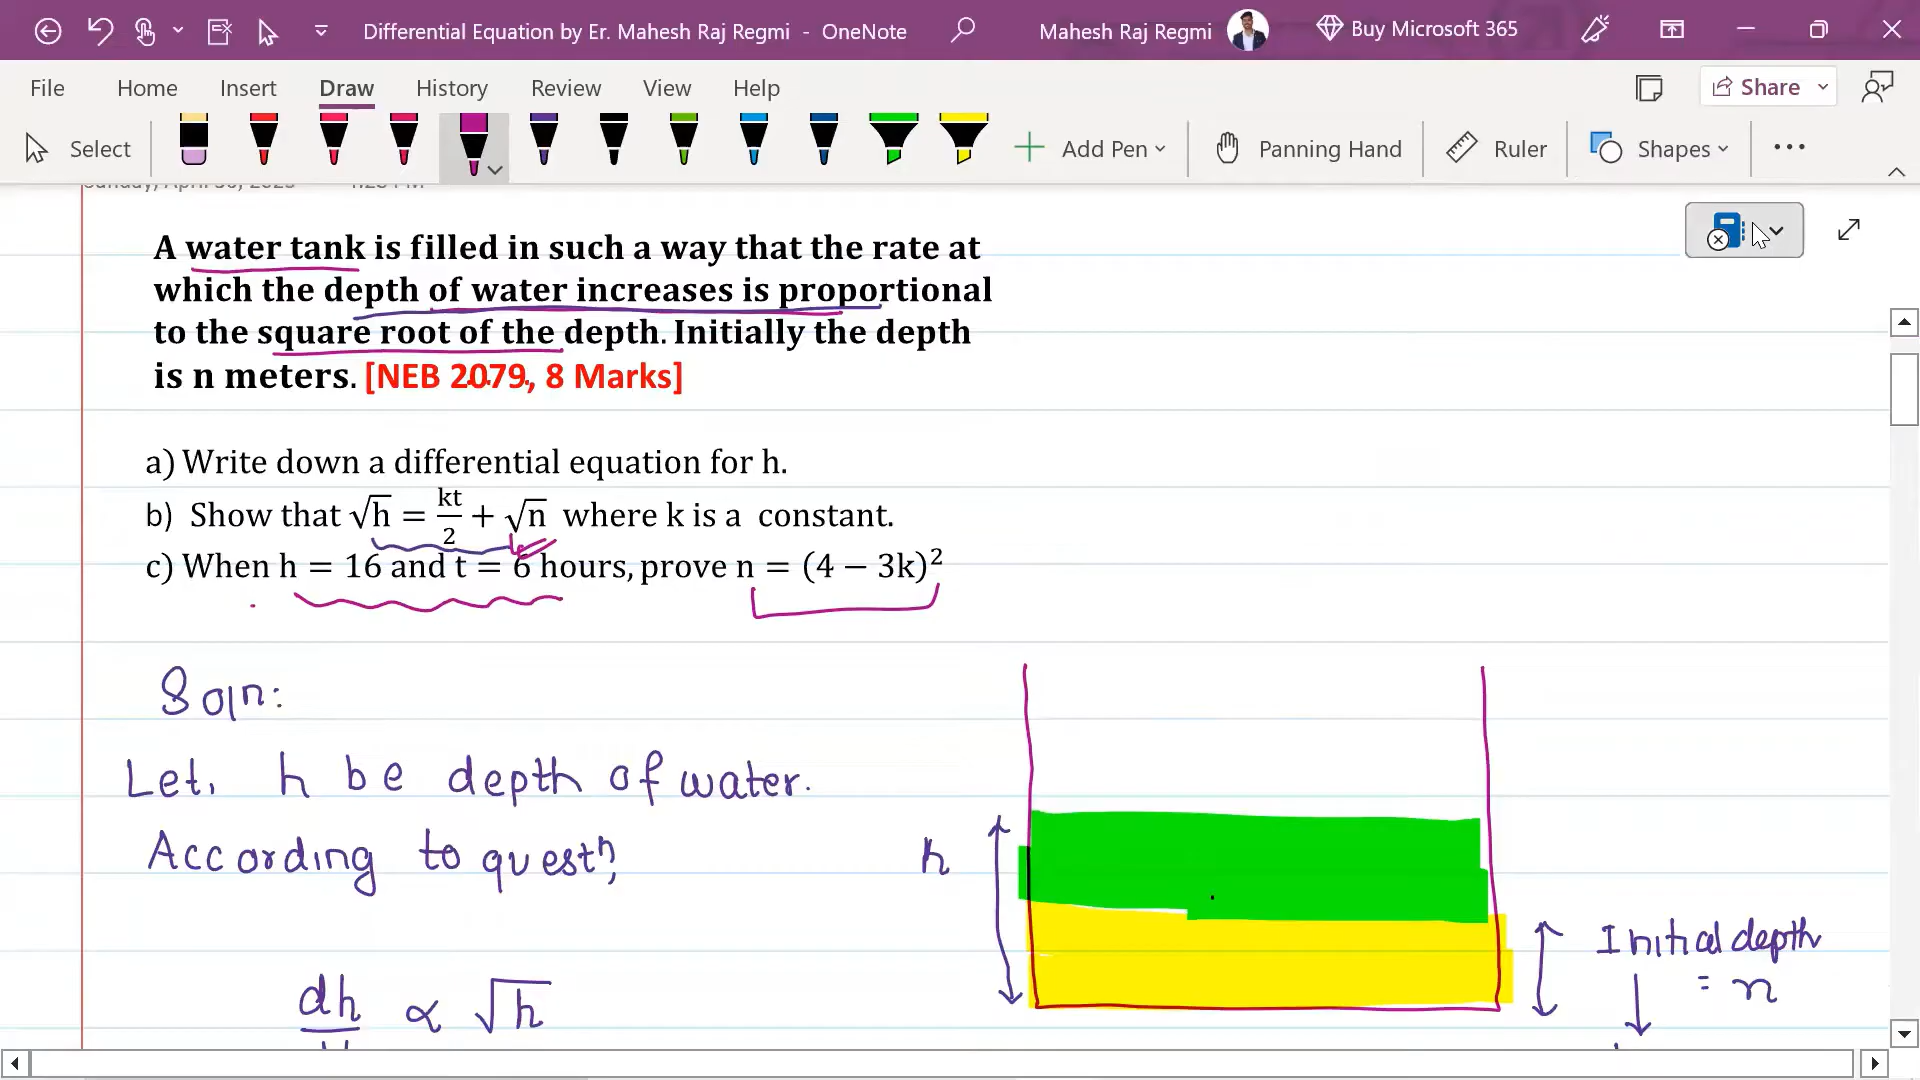 Differential Equation by Er. Mahesh Raj Regmi - OneNote
Mahesh Raj Regmi
Buy Microsoft 365
File Home Insert Draw History Review View Help
Share
Select
Add Pen
Panning Hand
Ruler
Shapes
A water tank is filled in such a way that the rate at
which the depth of water increases is proportional
to the square root of the depth. Initially the depth
is n meters. [NEB 2079, 8 Marks]
a) Write down a differential equation for h.
b) Show that √h = kt/2 + √n where k is a constant.
c) When h = 16 and t = 6 hours, prove n = (4 − 3k)²
Soln:
Let, h be depth of water.
According to questn,
h
Initial depth
= n
dh ∝ √h